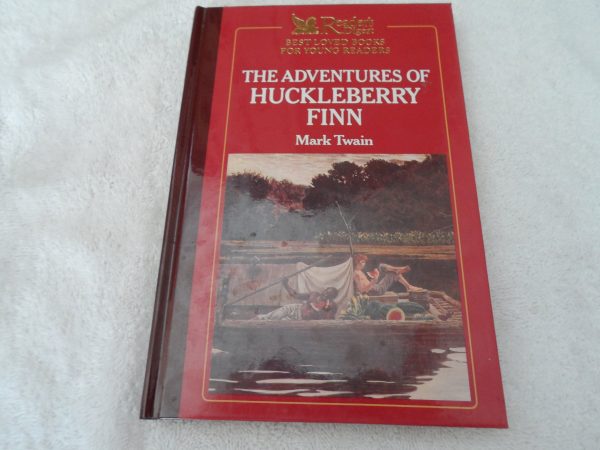 Reader's
Digest
BEST LOVED BOOKS
FOR YOUNG READERS
THE ADVENTURES OF
HUCKLEBERRY
FINN
Mark Twain